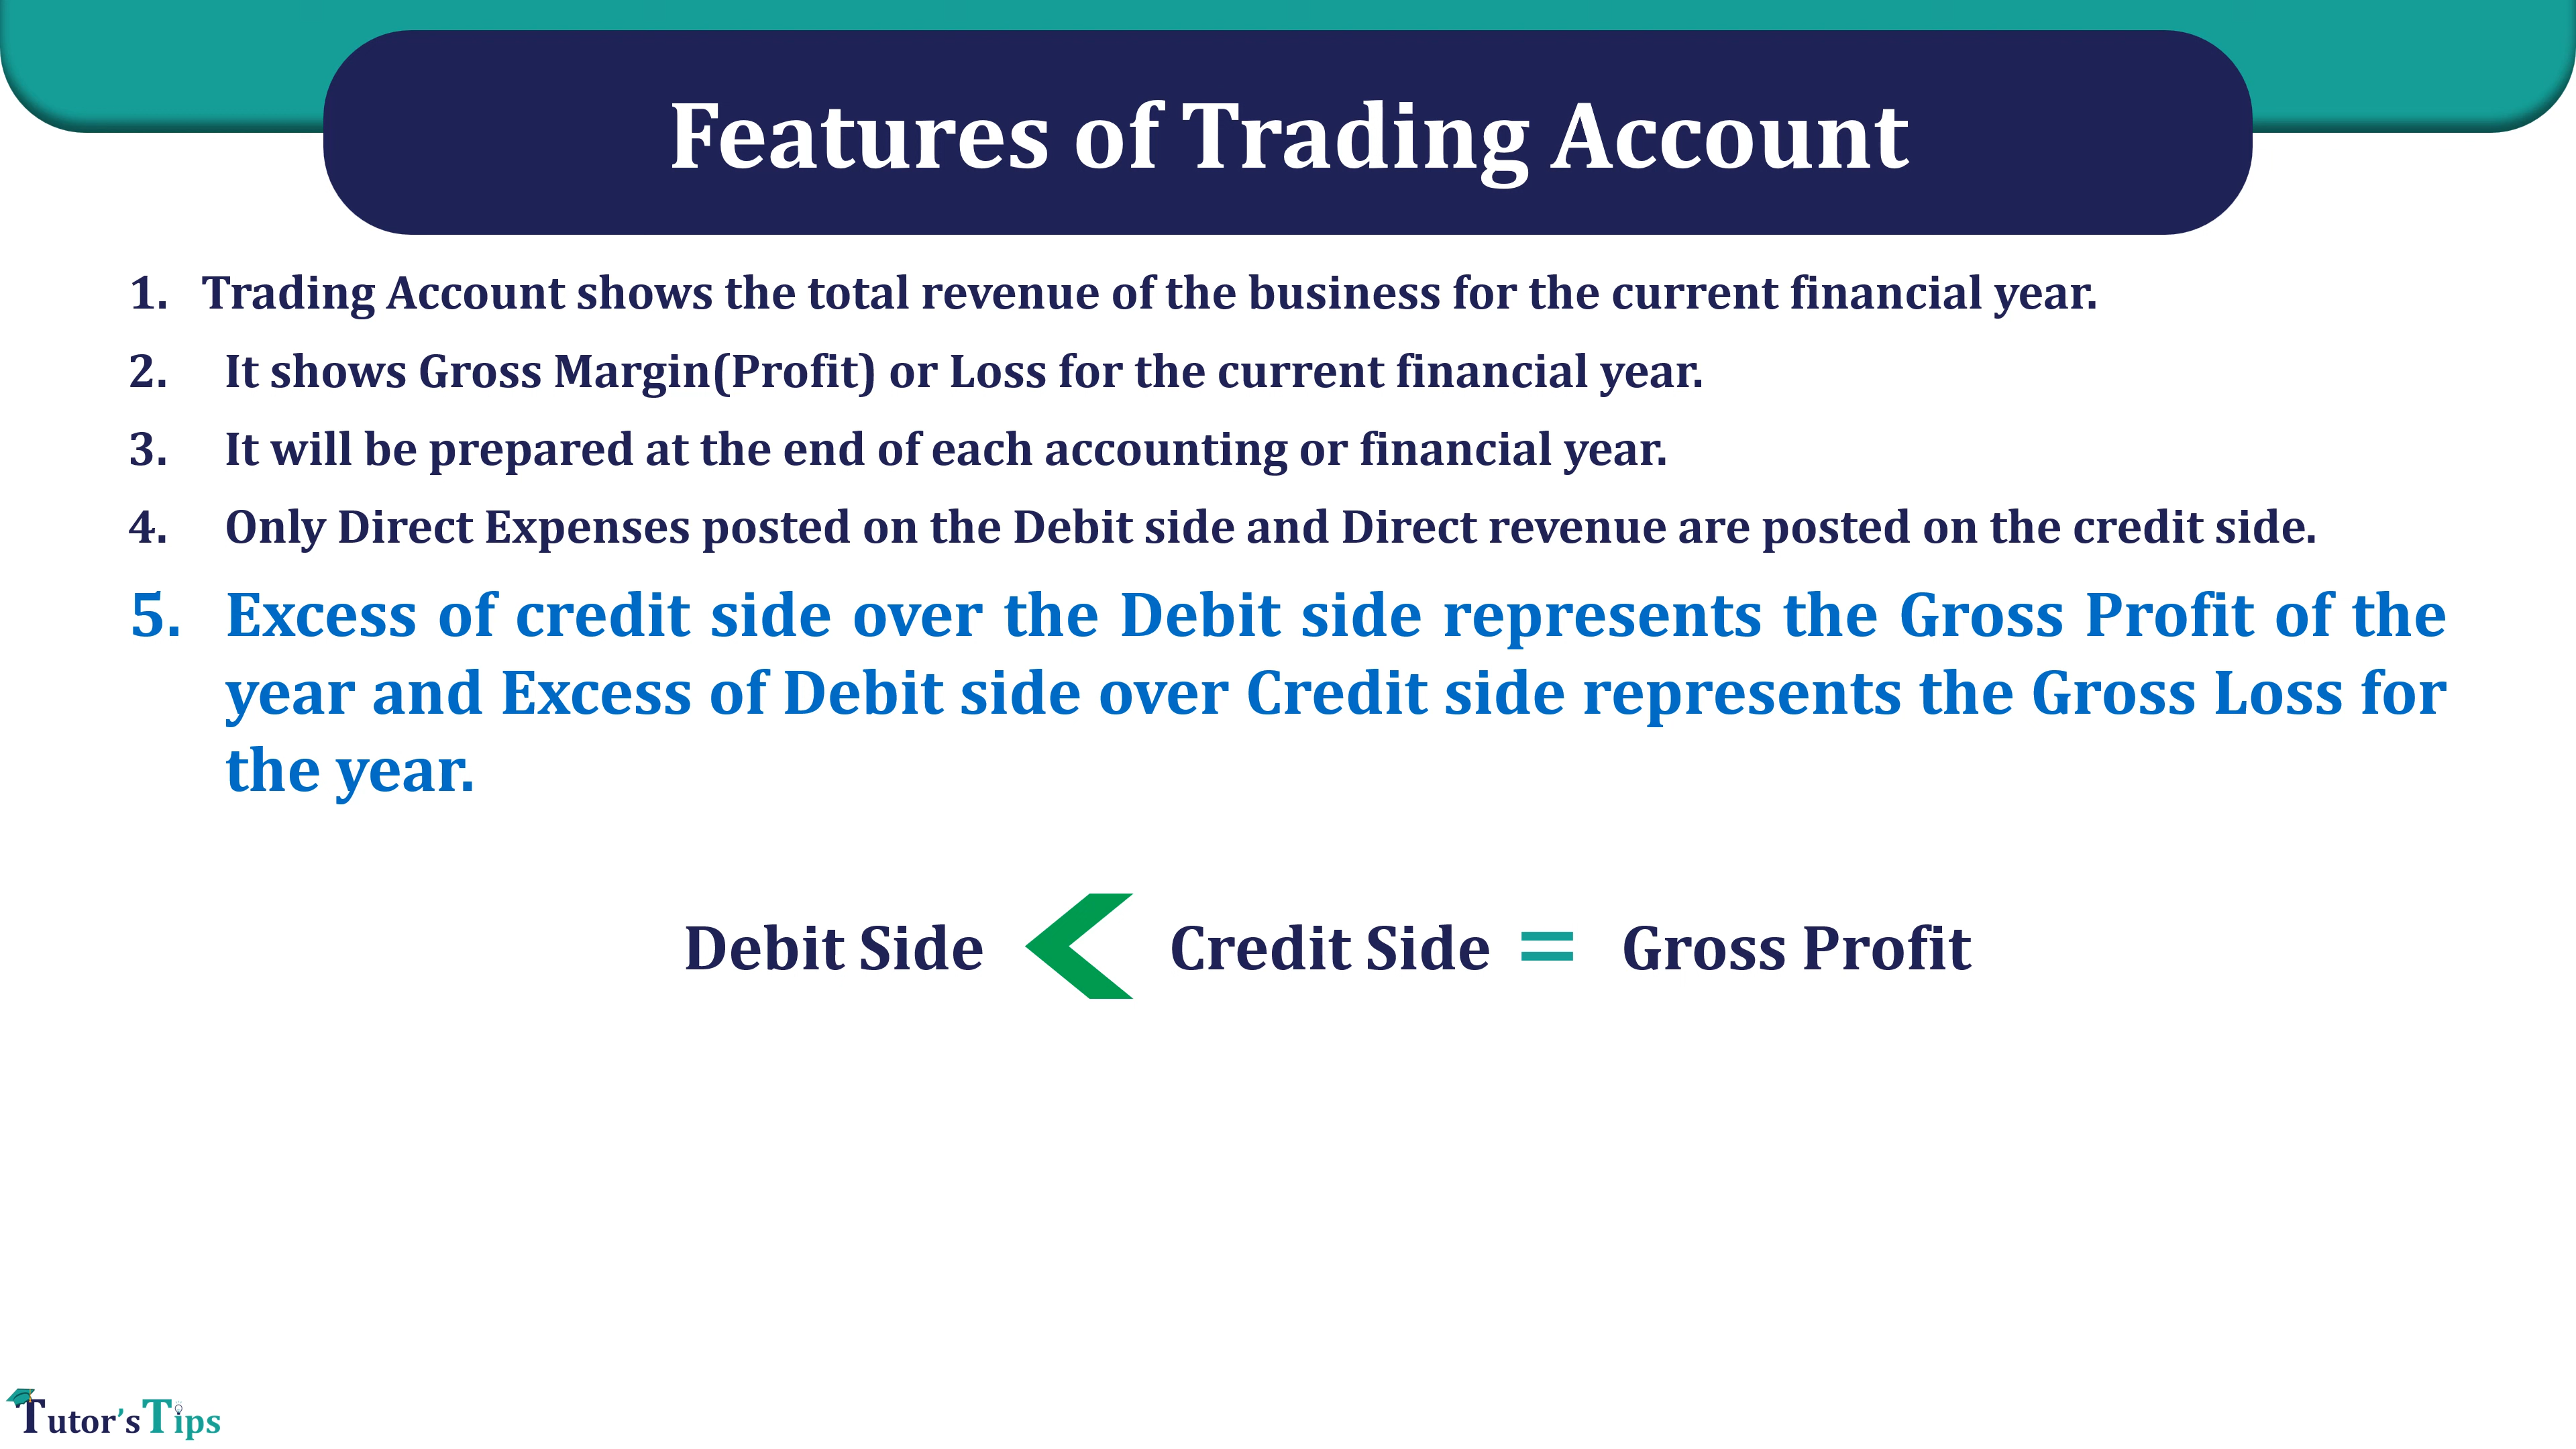 Features of Trading Account
1. Trading Account shows the total revenue of the business for the current financial year.
2. It shows Gross Margin(Profit) or Loss for the current financial year.
3. It will be prepared at the end of each accounting or financial year.
4. Only Direct Expenses posted on the Debit side and Direct revenue are posted on the credit side.
5. Excess of credit side over the Debit side represents the Gross Profit of the
year and Excess of Debit side over Credit side represents the Gross Loss for
the year.
Debit Side < Credit Side = Gross Profit
Tutor'sTips